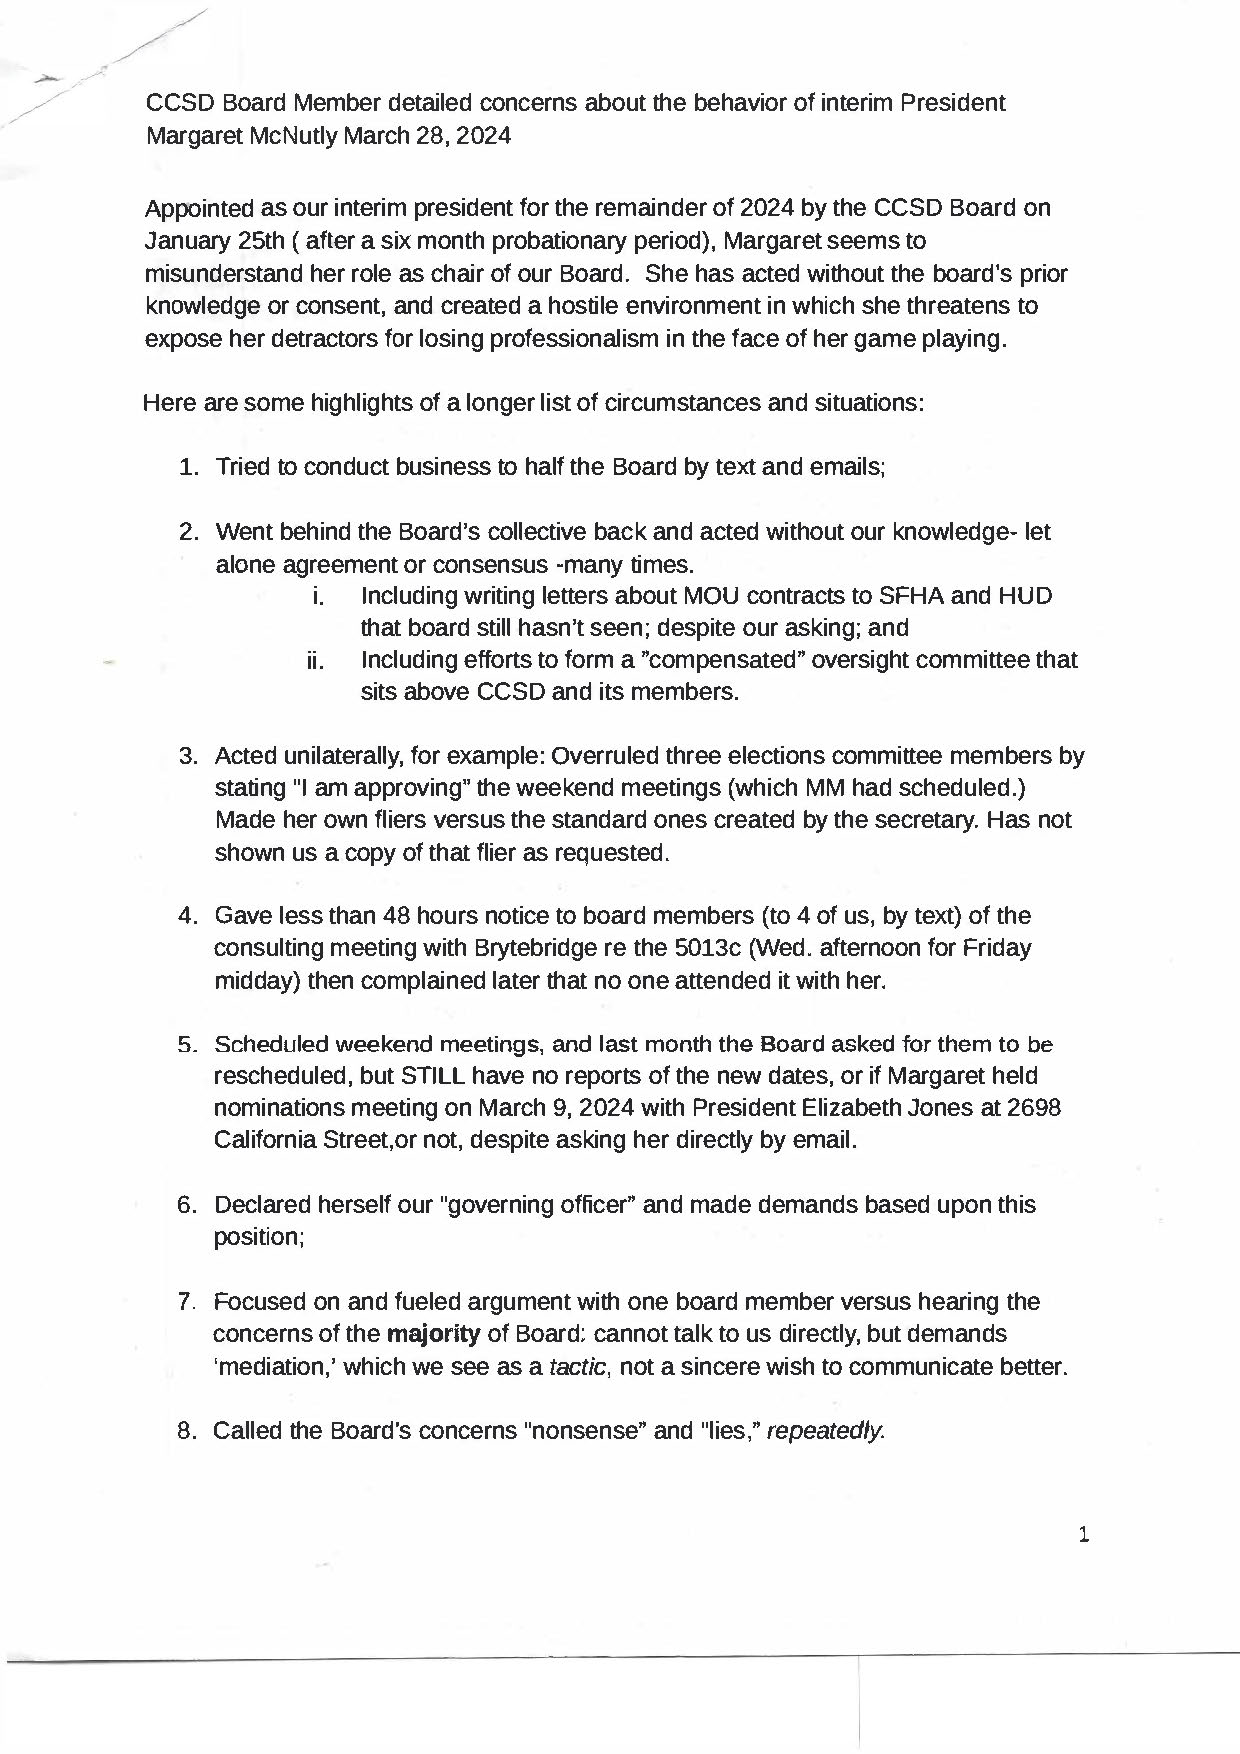 CCSD Board Member detailed concerns about the behavior of interim President
Margaret McNutly March 28, 2024
Appointed as our interim president for the remainder of 2024 by the CCSD Board on
January 25th ( after a six month probationary period), Margaret seems to
misunderstand her role as chair of our Board.  She has acted without the board's prior
knowledge or consent, and created a hostile environment in which she threatens to
expose her detractors for losing professionalism in the face of her game playing.
Here are some highlights of a longer list of circumstances and situations:
1. Tried to conduct business to half the Board by text and emails;
2. Went behind the Board's collective back and acted without our knowledge- let
alone agreement or consensus -many times.
i. Including writing letters about MOU contracts to SFHA and HUD
that board still hasn't seen; despite our asking; and
ii. Including efforts to form a ”compensated” oversight committee that
sits above CCSD and its members.
3. Acted unilaterally, for example: Overruled three elections committee members by
stating "I am approving” the weekend meetings (which MM had scheduled.)
Made her own fliers versus the standard ones created by the secretary. Has not
shown us a copy of that flier as requested.
4. Gave less than 48 hours notice to board members (to 4 of us, by text) of the
consulting meeting with Brytebridge re the 5013c (Wed. afternoon for Friday
midday) then complained later that no one attended it with her.
5. Scheduled weekend meetings, and last month the Board asked for them to be
rescheduled, but STILL have no reports of the new dates, or if Margaret held
nominations meeting on March 9, 2024 with President Elizabeth Jones at 2698
California Street,or not, despite asking her directly by email.
6. Declared herself our "governing officer” and made demands based upon this
position;
7. Focused on and fueled argument with one board member versus hearing the
concerns of the majority of Board: cannot talk to us directly, but demands
‘mediation,’ which we see as a tactic, not a sincere wish to communicate better.
8. Called the Board's concerns "nonsense” and "lies,” repeatedly.
1